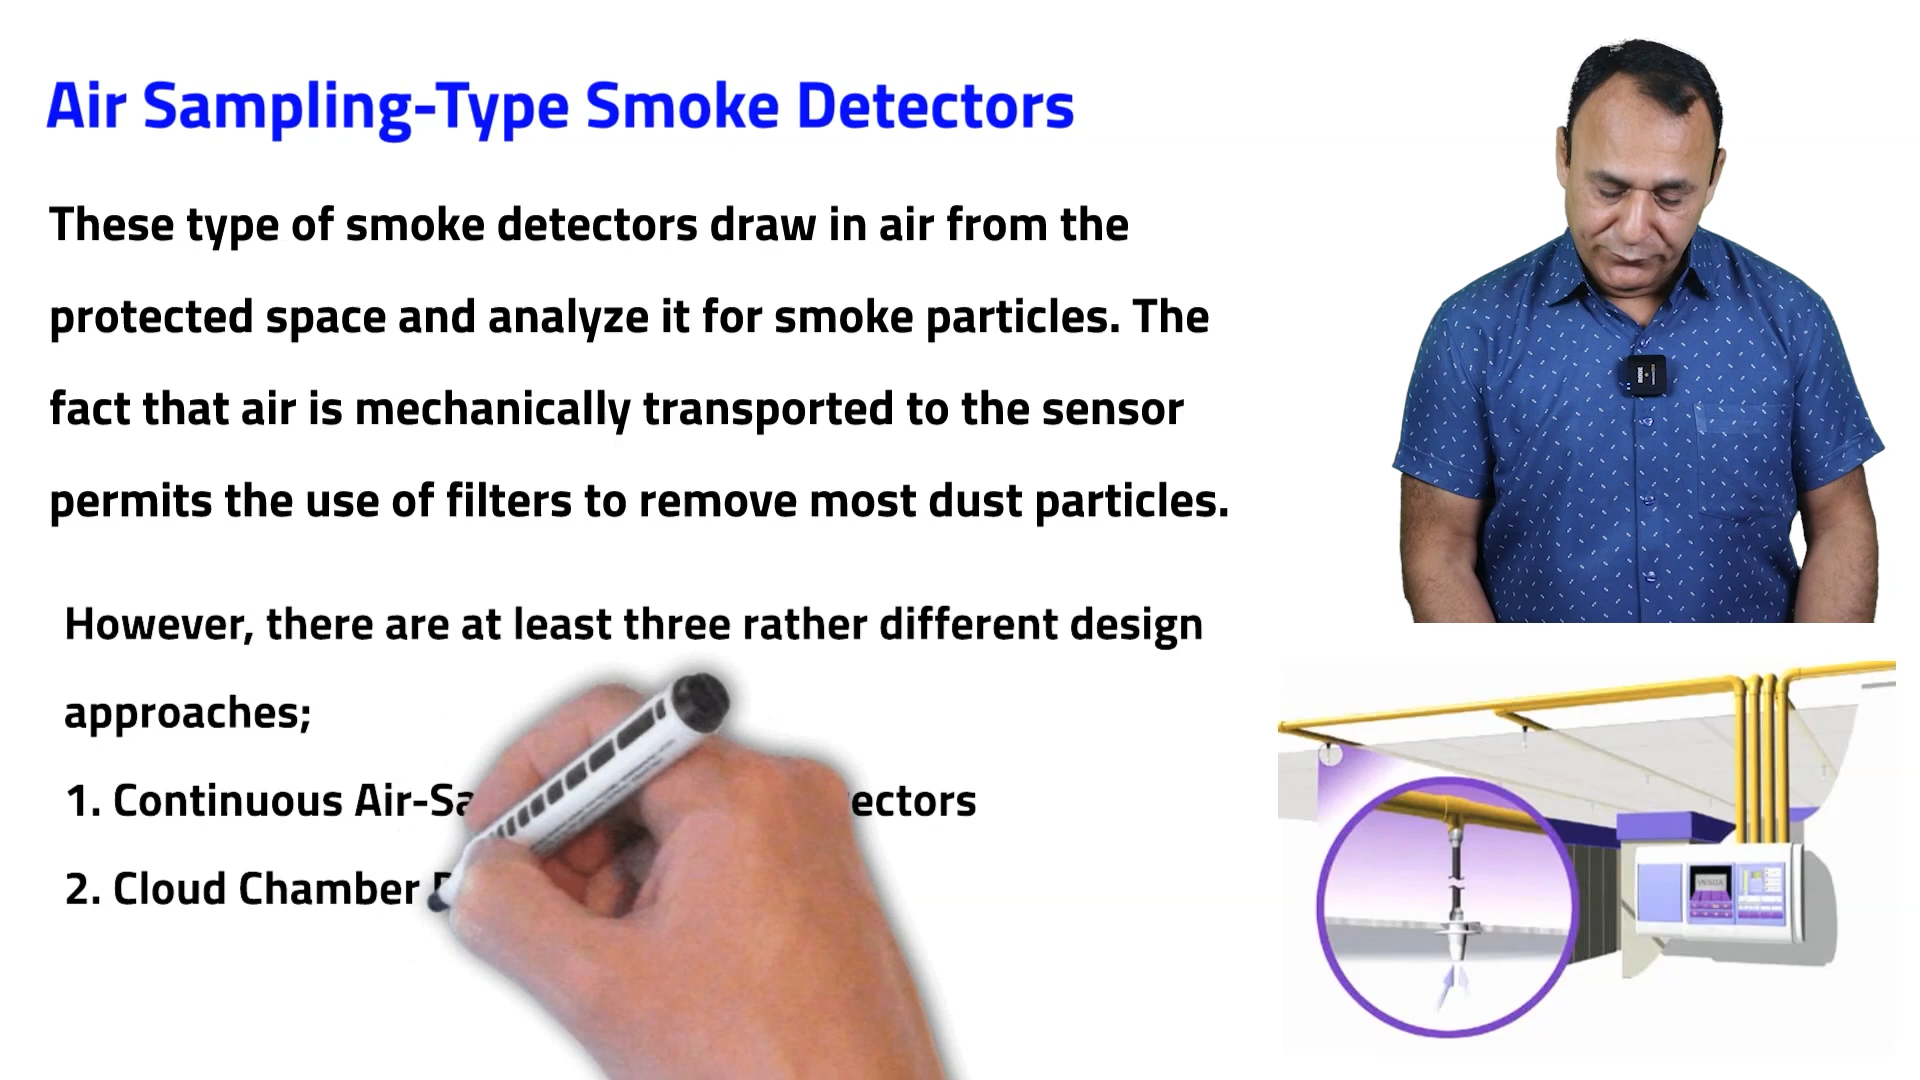 Air Sampling-Type Smoke Detectors
These type of smoke detectors draw in air from the
protected space and analyze it for smoke particles. The
fact that air is mechanically transported to the sensor
permits the use of filters to remove most dust particles.
However, there are at least three rather different design
approaches;
1. Continuous Air-Sa ectors
2. Cloud Chamber
VESDA